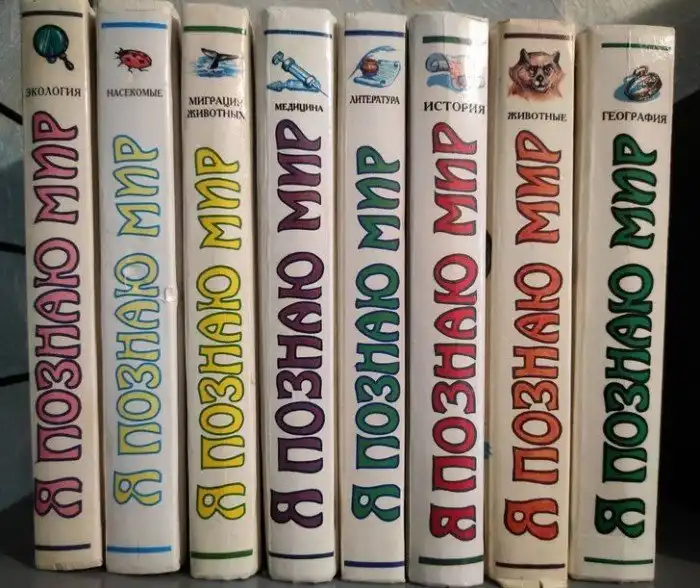 ЭКОЛОГИЯ
Я ПОЗНАЮ МИР
НАСЕКОМЫЕ
Я ПОЗНАЮ МИР
МИГРАЦИИ
ЖИВОТНЫХ
Я ПОЗНАЮ МИР
МЕДИЦИНА
Я ПОЗНАЮ МИР
ЛИТЕРАТУРА
Я ПОЗНАЮ МИР
ИСТОРИЯ
Я ПОЗНАЮ МИР
ЖИВОТНЫЕ
Я ПОЗНАЮ МИР
ГЕОГРАФИЯ
Я ПОЗНАЮ МИР